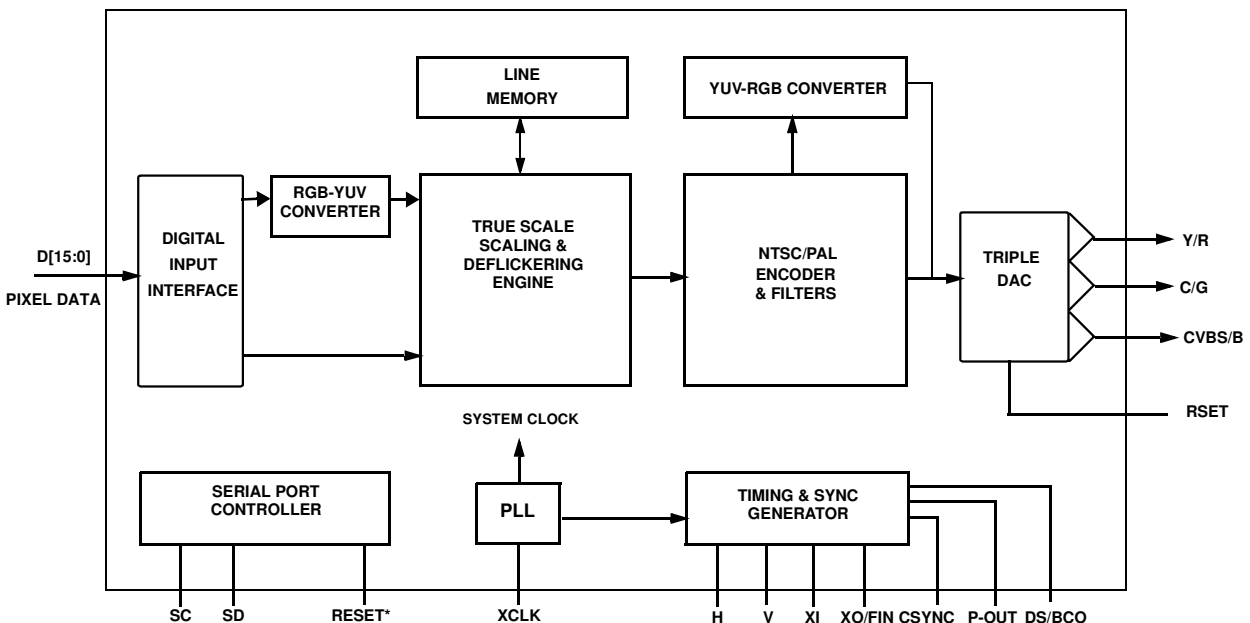 LINE
MEMORY
YUV-RGB CONVERTER
RGB-YUV
CONVERTER
TRUE SCALE
SCALING &
DEFLICKERING
ENGINE
DIGITAL
INPUT
INTERFACE
D[15:0]
PIXEL DATA
NTSC/PAL
ENCODER
& FILTERS
TRIPLE
DAC
Y/R
C/G
CVBS/B
RSET
SYSTEM CLOCK
SERIAL PORT
CONTROLLER
PLL
TIMING & SYNC
GENERATOR
SC SD RESET* XCLK H V XI XO/FIN CSYNC P-OUT DS/BCO